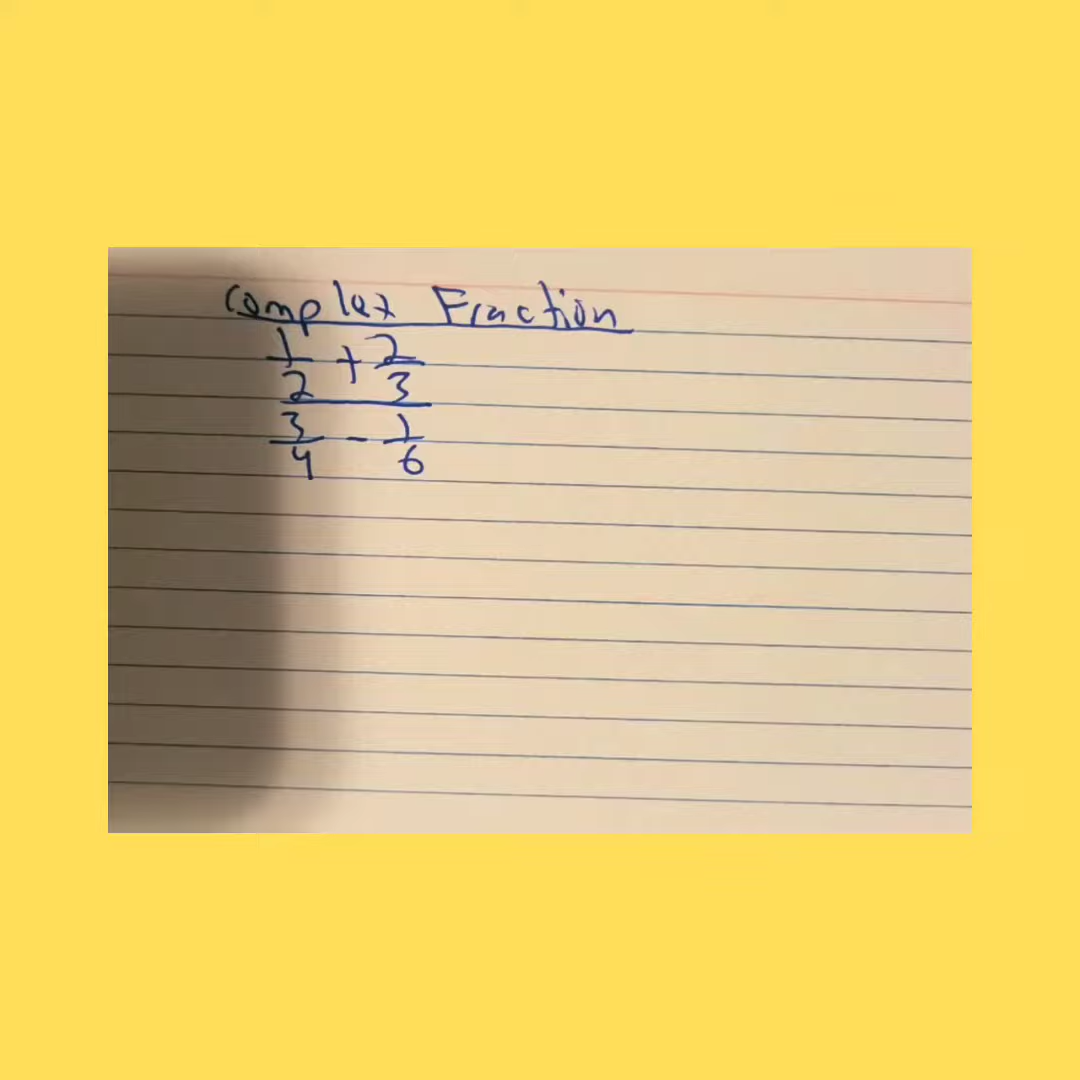 Complex Fraction
1/2 + 2/3
3/4 - 1/6